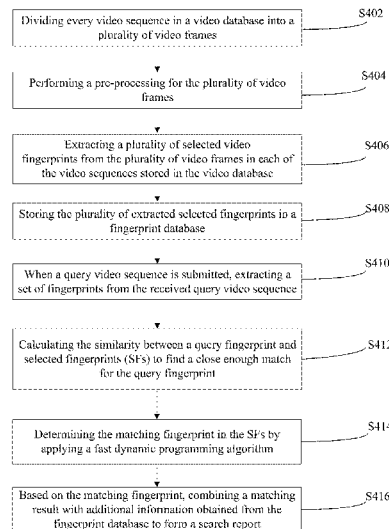 Dividing every video sequence in a video database into a
plurality of video frames
S402
Performing a pre-processing for the plurality of video
frames
S404
Extracting a plurality of selected video
fingerprints from the plurality of video frames in each of
the video sequences stored in the video database
S406
Storing the plurality of extracted selected fingerprints in a
fingerprint database
S408
When a query video sequence is submitted, extracting a
set of fingerprints from the received query video sequence
S410
Calculating the similarity between a query fingerprint and
selected fingerprints (SFs) to find a close enough match
for the query fingerprint
S412
Determining the matching fingerprint in the SFs by
applying a fast dynamic programming algorithm
S414
Based on the matching fingerprint, combining a matching
result with additional information obtained from the
fingerprint database to form a search report
S416